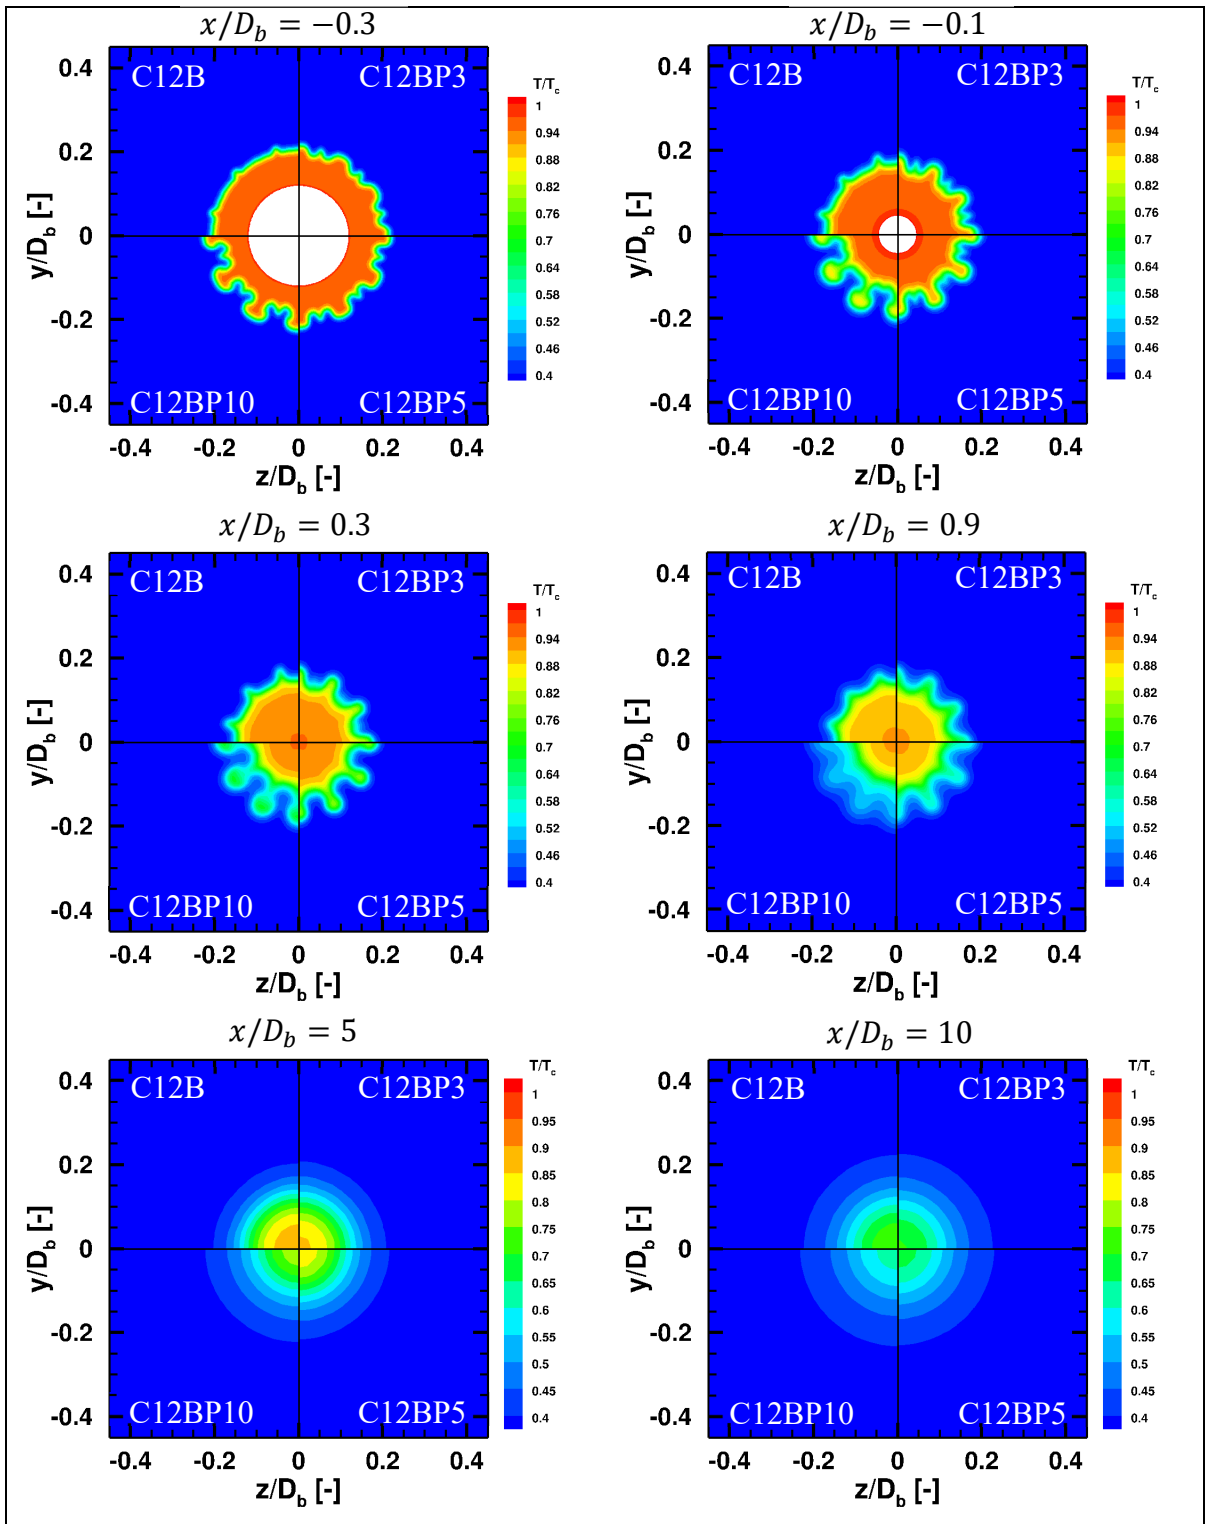 x/D_b = −0.3
C12B
C12BP3
C12BP10
C12BP5
y/D_b [-]
0.4
0.2
0
-0.2
-0.4
-0.4 -0.2 0 0.2 0.4
z/D_b [-]
T/T_c
1
0.94
0.88
0.82
0.76
0.7
0.64
0.58
0.52
0.46
0.4
x/D_b = −0.1
C12B
C12BP3
C12BP10
C12BP5
y/D_b [-]
0.4
0.2
0
-0.2
-0.4
-0.4 -0.2 0 0.2 0.4
z/D_b [-]
T/T_c
1
0.94
0.88
0.82
0.76
0.7
0.64
0.58
0.52
0.46
0.4
x/D_b = 0.3
C12B
C12BP3
C12BP10
C12BP5
y/D_b [-]
0.4
0.2
0
-0.2
-0.4
-0.4 -0.2 0 0.2 0.4
z/D_b [-]
T/T_c
1
0.94
0.88
0.82
0.76
0.7
0.64
0.58
0.52
0.46
0.4
x/D_b = 0.9
C12B
C12BP3
C12BP10
C12BP5
y/D_b [-]
0.4
0.2
0
-0.2
-0.4
-0.4 -0.2 0 0.2 0.4
z/D_b [-]
T/T_c
1
0.94
0.88
0.82
0.76
0.7
0.64
0.58
0.52
0.46
0.4
x/D_b = 5
C12B
C12BP3
C12BP10
C12BP5
y/D_b [-]
0.4
0.2
0
-0.2
-0.4
-0.4 -0.2 0 0.2 0.4
z/D_b [-]
T/T_c
1
0.95
0.9
0.85
0.8
0.75
0.7
0.65
0.6
0.55
0.5
0.45
0.4
x/D_b = 10
C12B
C12BP3
C12BP10
C12BP5
y/D_b [-]
0.4
0.2
0
-0.2
-0.4
-0.4 -0.2 0 0.2 0.4
z/D_b [-]
T/T_c
1
0.95
0.9
0.85
0.8
0.75
0.7
0.65
0.6
0.55
0.5
0.45
0.4